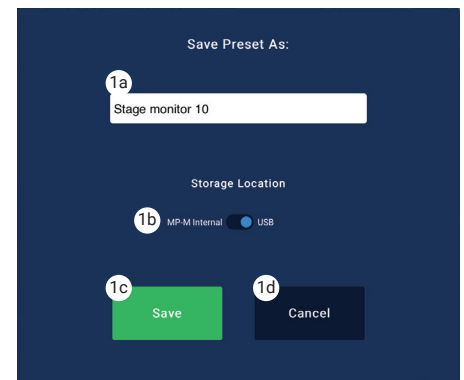 Save Preset As:
1a
Stage monitor 10
Storage Location
1b MP-M Internal USB
1c 1d
Save Cancel